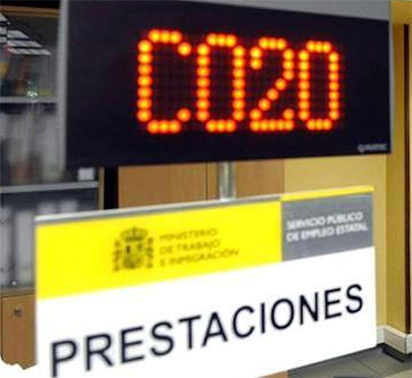 C020
MINISTERIO
DE TRABAJO
E INMIGRACIÓN
SERVICIO PÚBLICO
DE EMPLEO ESTATAL
PRESTACIONES